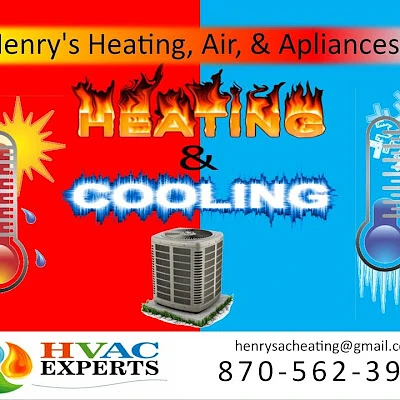 Henry's Heating, Air, & Apliances
HEATING
&
COOLING
HVAC
EXPERTS
henrysacheating@gmail.c
870-562-39